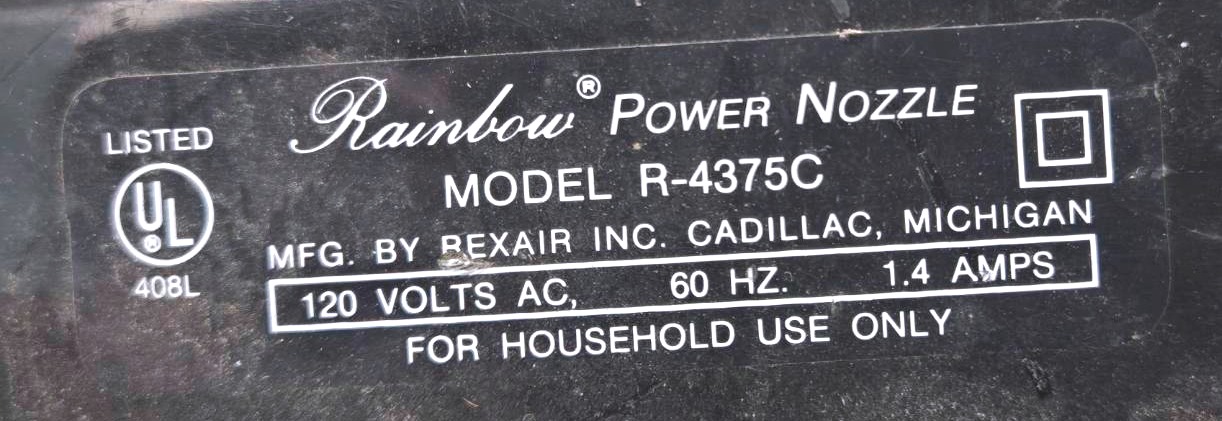 Rainbow® POWER NOZZLE
LISTED
UL®
408L
MODEL R-4375C
MFG. BY REXAIR INC. CADILLAC, MICHIGAN
120 VOLTS AC, 60 HZ. 1.4 AMPS
FOR HOUSEHOLD USE ONLY